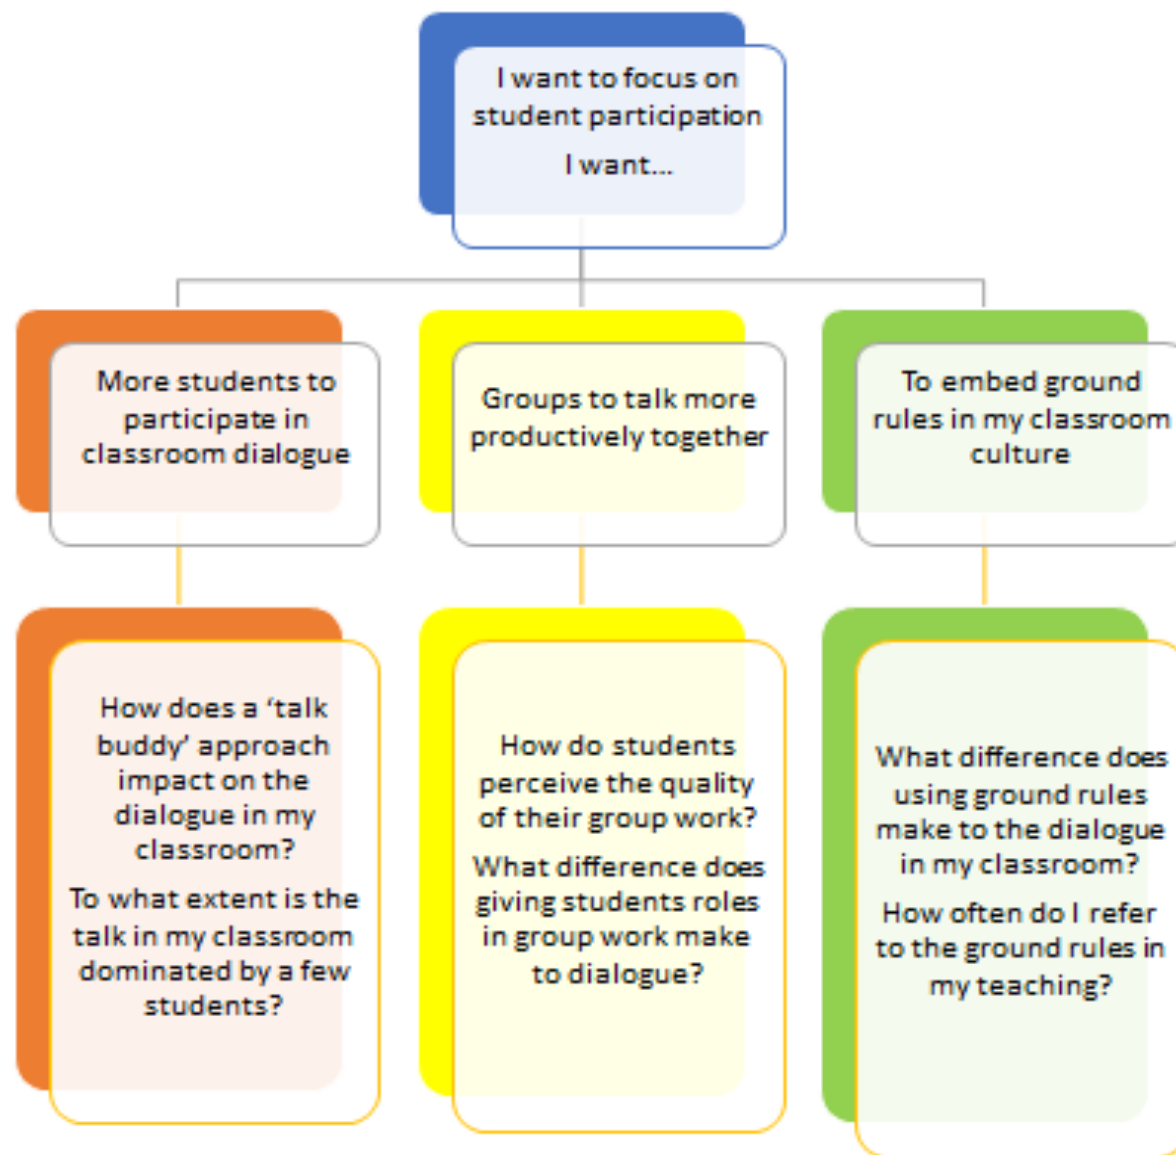 I want to focus on
student participation
I want...
More students to
participate in
classroom dialogue
Groups to talk more
productively together
To embed ground
rules in my classroom
culture
How does a ‘talk
buddy’ approach
impact on the
dialogue in my
classroom?
To what extent is the
talk in my classroom
dominated by a few
students?
How do students
perceive the quality
of their group work?
What difference does
giving students roles
in group work make
to dialogue?
What difference does
using ground rules
make to the dialogue
in my classroom?
How often do I refer
to the ground rules in
my teaching?